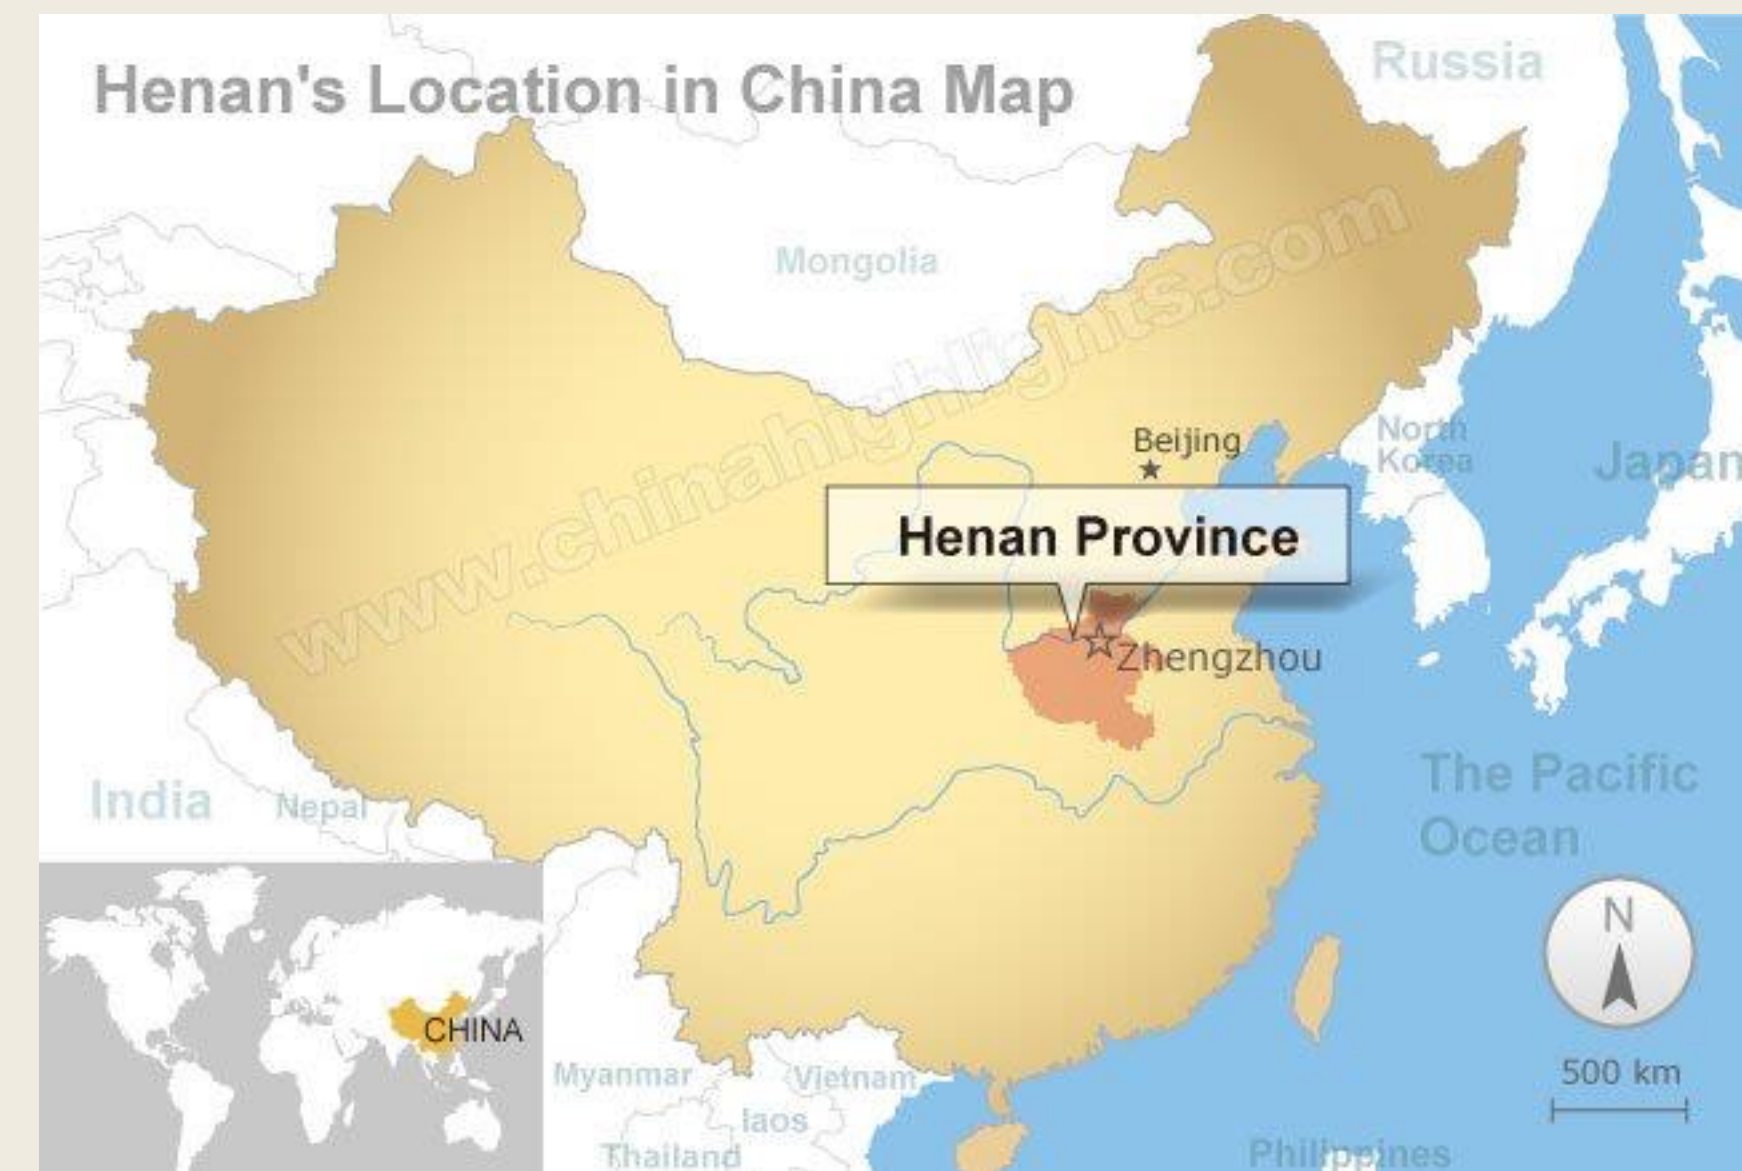 Henan's Location in China Map
Russia
Mongolia
www.chinahighlights.com
Beijing
North
Korea
Japan
Henan Province
Zhengzhou
The Pacific
Ocean
India
Nepal
CHINA
N
Myanmar
Vietnam
laos
500 km
Thailand
Philippines